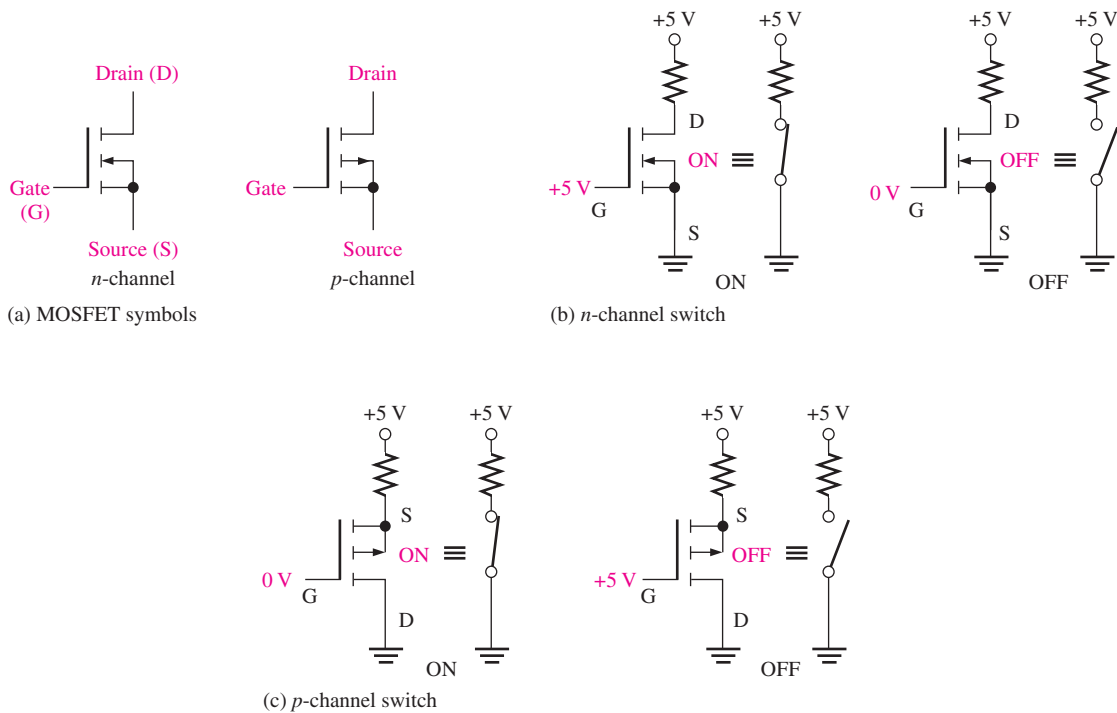 Drain (D)
Drain
Gate
(G)
Gate
Source (S)
Source
n-channel
p-channel
(a) MOSFET symbols
+5 V
+5 V
+5 V
+5 V
D
D
ON
OFF
+5 V
0 V
G
G
S
S
ON
OFF
(b) n-channel switch
+5 V
+5 V
+5 V
+5 V
S
S
ON
OFF
0 V
+5 V
G
G
D
D
ON
OFF
(c) p-channel switch